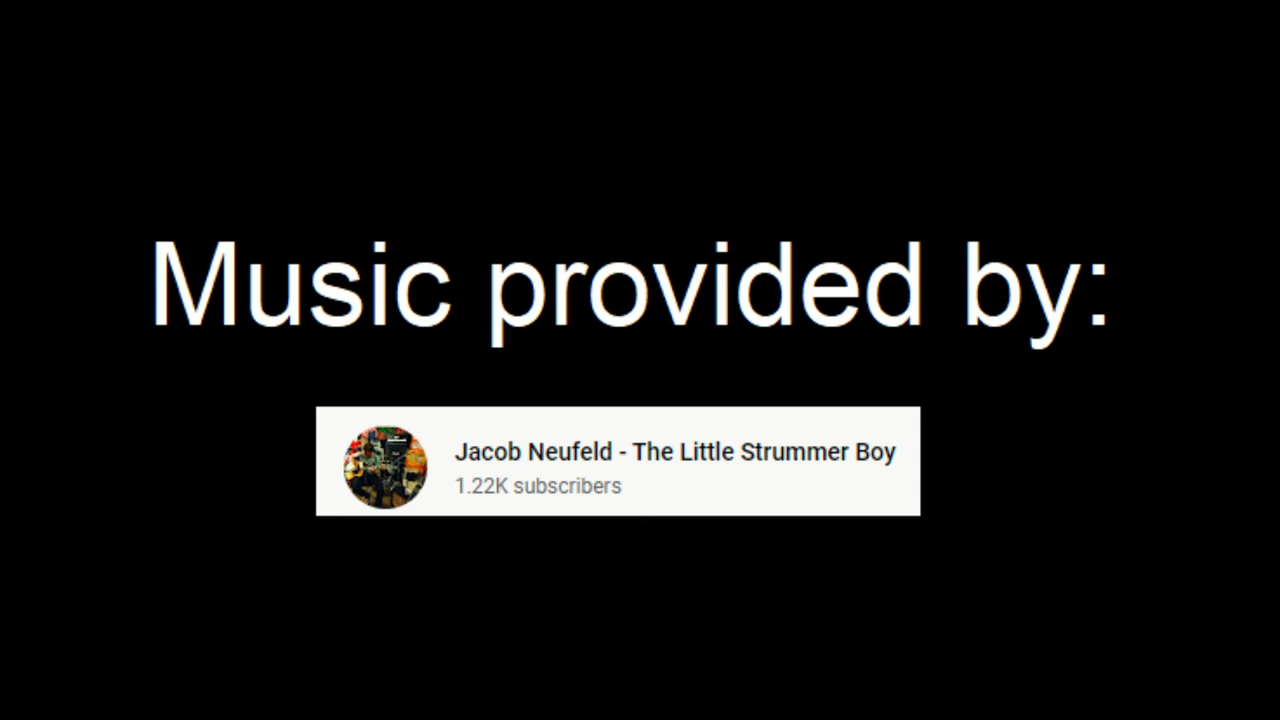 Music provided by:
Jacob Neufeld - The Little Strummer Boy
1.22K subscribers